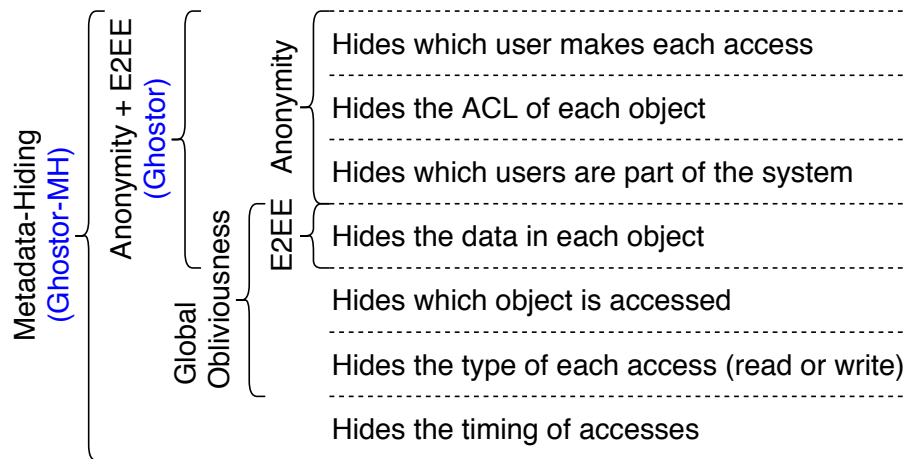 Metadata-Hiding
(Ghostor-MH)
Anonymity + E2EE
(Ghostor)
Global
Obliviousness
Anonymity
E2EE
Hides which user makes each access
Hides the ACL of each object
Hides which users are part of the system
Hides the data in each object
Hides which object is accessed
Hides the type of each access (read or write)
Hides the timing of accesses